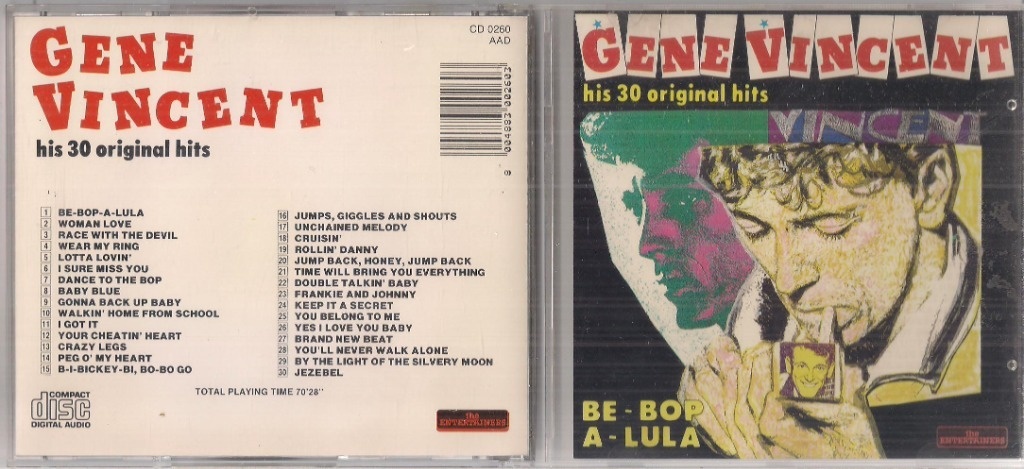 GENE
VINCENT
his 30 original hits
CD 0260
AAD
004883 002603
8
1 BE-BOP-A-LULA
2 WOMAN LOVE
3 RACE WITH THE DEVIL
4 WEAR MY RING
5 LOTTA LOVIN'
6 I SURE MISS YOU
7 DANCE TO THE BOP
8 BABY BLUE
9 GONNA BACK UP BABY
10 WALKIN' HOME FROM SCHOOL
11 I GOT IT
12 YOUR CHEATIN' HEART
13 CRAZY LEGS
14 PEG O' MY HEART
15 B-I-BICKEY-BI, BO-BO GO
16 JUMPS, GIGGLES AND SHOUTS
17 UNCHAINED MELODY
18 CRUISIN'
19 ROLLIN' DANNY
20 JUMP BACK, HONEY, JUMP BACK
21 TIME WILL BRING YOU EVERYTHING
22 DOUBLE TALKIN' BABY
23 FRANKIE AND JOHNNY
24 KEEP IT A SECRET
25 YOU BELONG TO ME
26 YES I LOVE YOU BABY
27 BRAND NEW BEAT
28 YOU'LL NEVER WALK ALONE
29 BY THE LIGHT OF THE SILVERY MOON
30 JEZEBEL
TOTAL PLAYING TIME 70'28"
COMPACT
disc
DIGITAL AUDIO
the
ENTERTAINERS
GENE VINCENT
his 30 original hits
VINCENT
BE - BOP
A - LULA
the
ENTERTAINERS